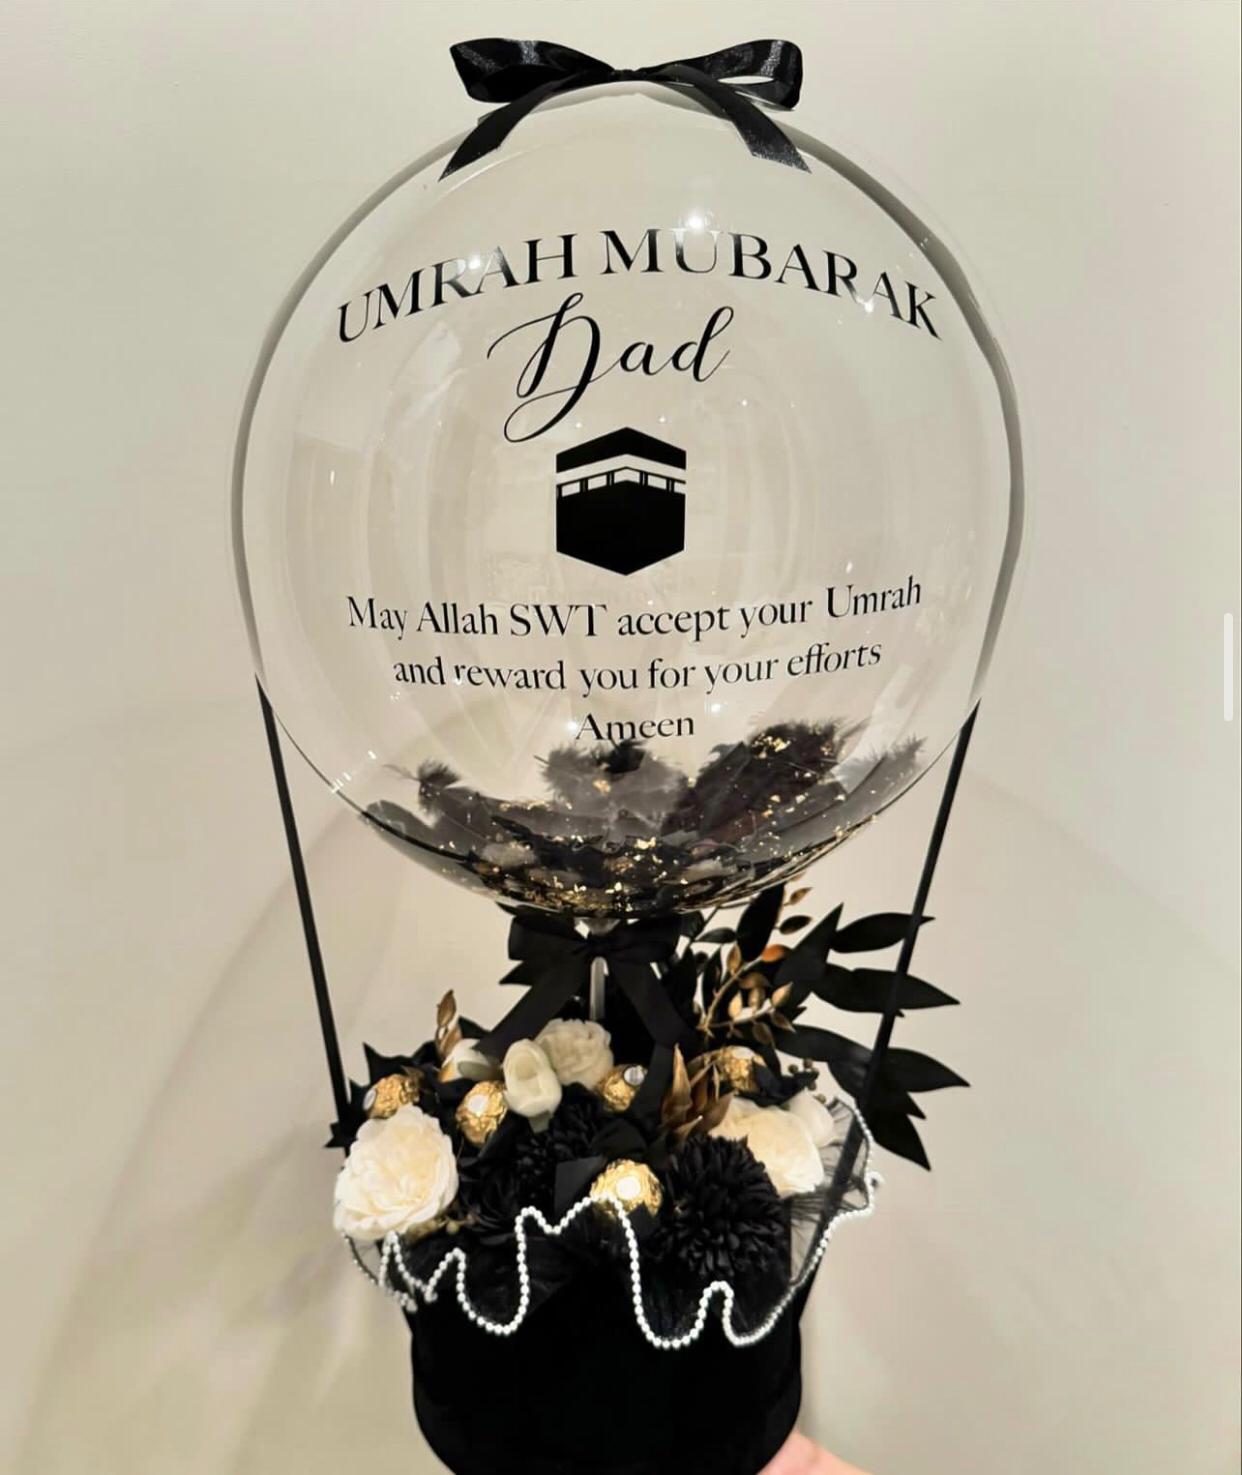 UMRAH MUBARAK
Dad
May Allah SWT accept your Umrah
and reward you for your efforts
Ameen